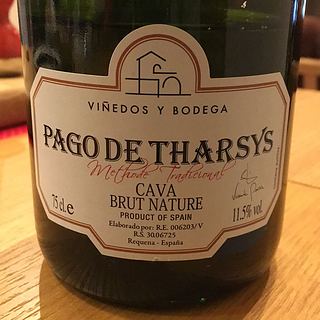 VIÑEDOS Y BODEGA
PAGO DE THARSYS
Methode Tradicional
CAVA
BRUT NATURE
PRODUCT OF SPAIN
75 cl. e
11.5% vol.
Elaborado por: R.E. 006203/V
R.S. 30.06725
Requena - España